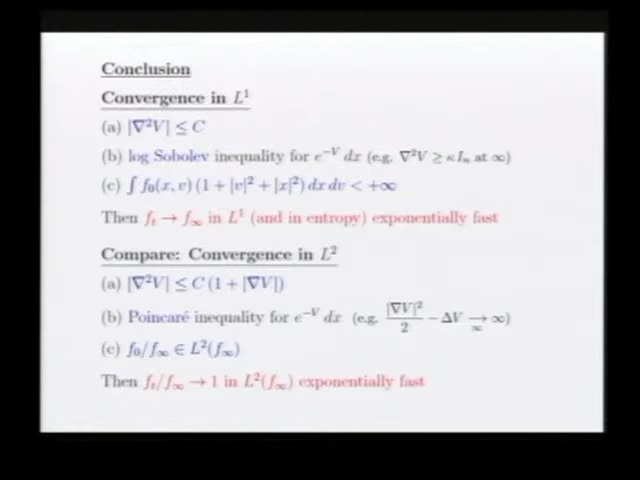 Conclusion
Convergence in L¹
(a) |∇²V| ≤ C
(b) log Sobolev inequality for e^{−V} dx (e.g. ∇²V ≥ κI_n at ∞)
(c) ∫ f₀(x, v) (1 + |v|² + |x|²) dx dv < +∞
Then f_t → f_∞ in L¹ (and in entropy) exponentially fast
Compare: Convergence in L²
(a) |∇²V| ≤ C (1 + |∇V|)
(b) Poincaré inequality for e^{−V} dx (e.g. |∇V|²/2 − ΔV →_∞ ∞)
(c) f₀/f_∞ ∈ L²(f_∞)
Then f_t/f_∞ → 1 in L²(f_∞) exponentially fast